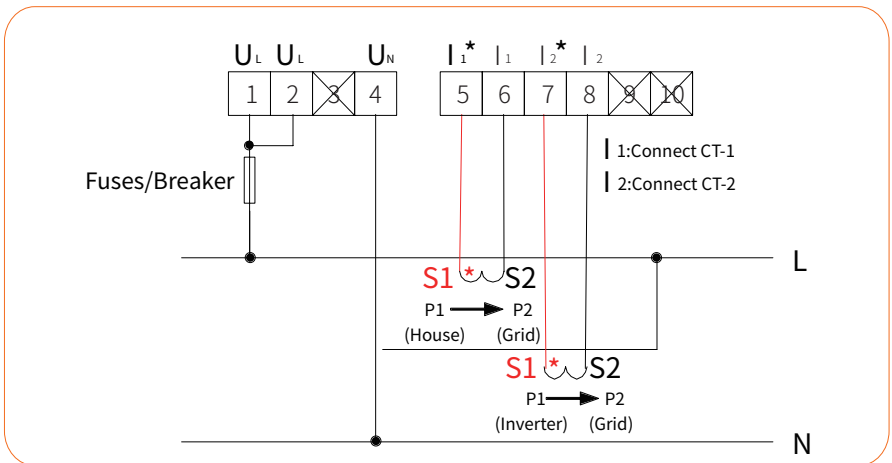 UL UL UN I1* I1 I2* I2
1 2 3 4 5 6 7 8 9 10
I 1:Connect CT-1
Fuses/Breaker
I 2:Connect CT-2
L
S1 * S2
P1 P2
(House) (Grid)
S1 * S2
P1 P2
(Inverter) (Grid)
N